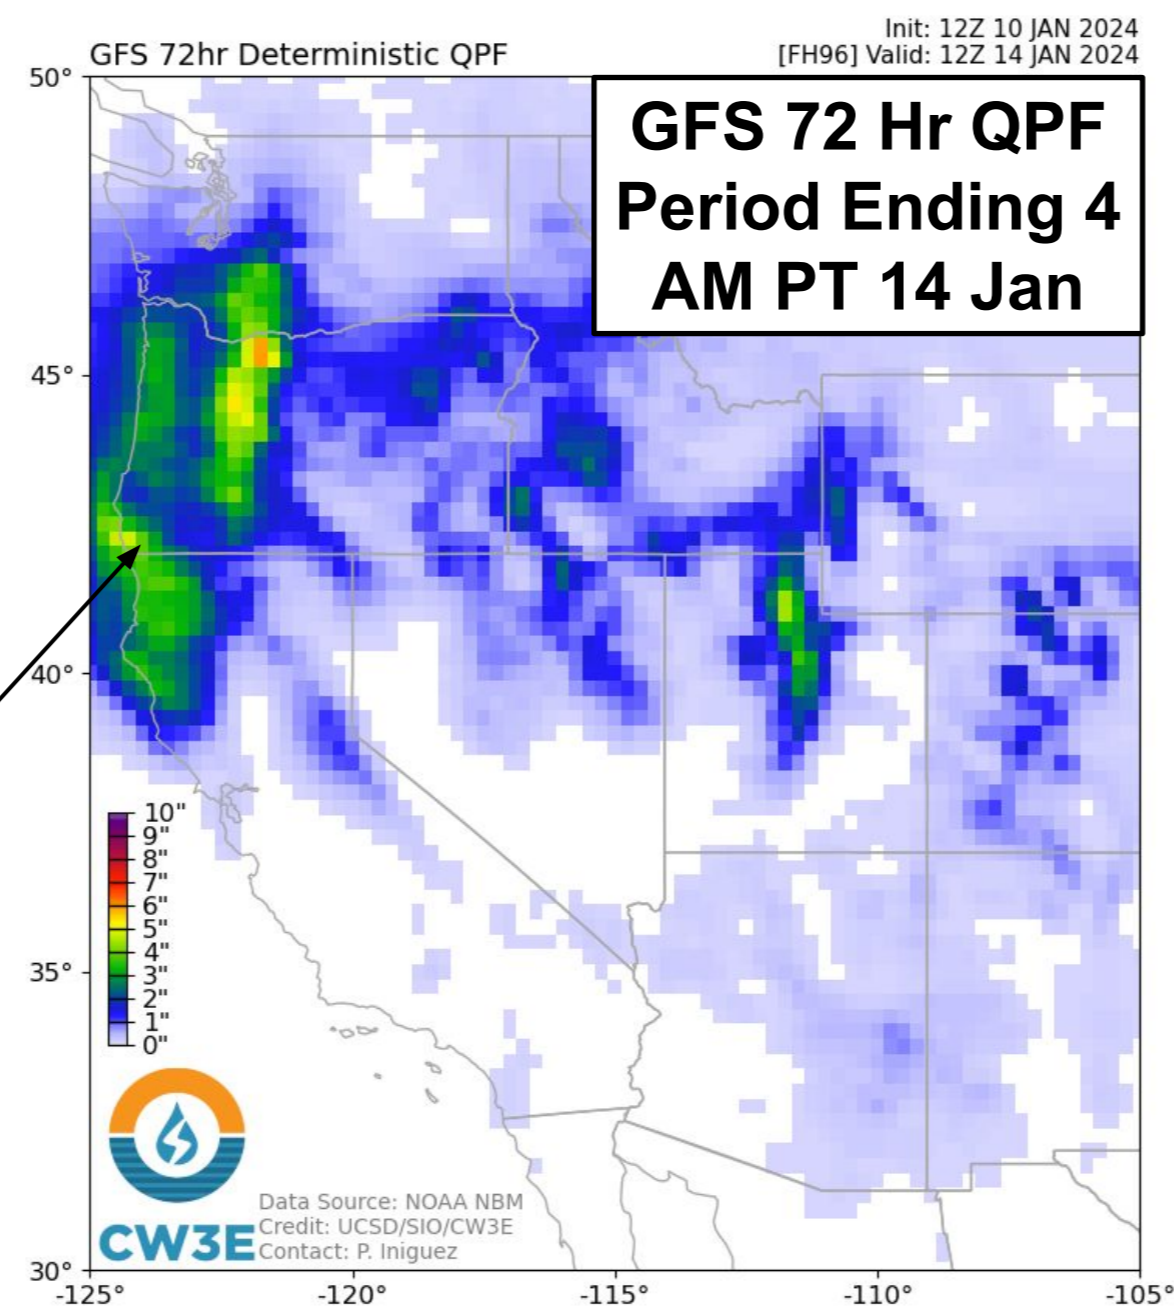 Init: 12Z 10 JAN 2024
GFS 72hr Deterministic QPF
[FH96] Valid: 12Z 14 JAN 2024
GFS 72 Hr QPF
Period Ending 4
AM PT 14 Jan
50°
45°
40°
35°
30°
10"
9"
8"
7"
6"
5"
4"
3"
2"
1"
0"
CW3E
Data Source: NOAA NBM
Credit: UCSD/SIO/CW3E
Contact: P. Iniguez
-125°
-120°
-115°
-110°
-105°